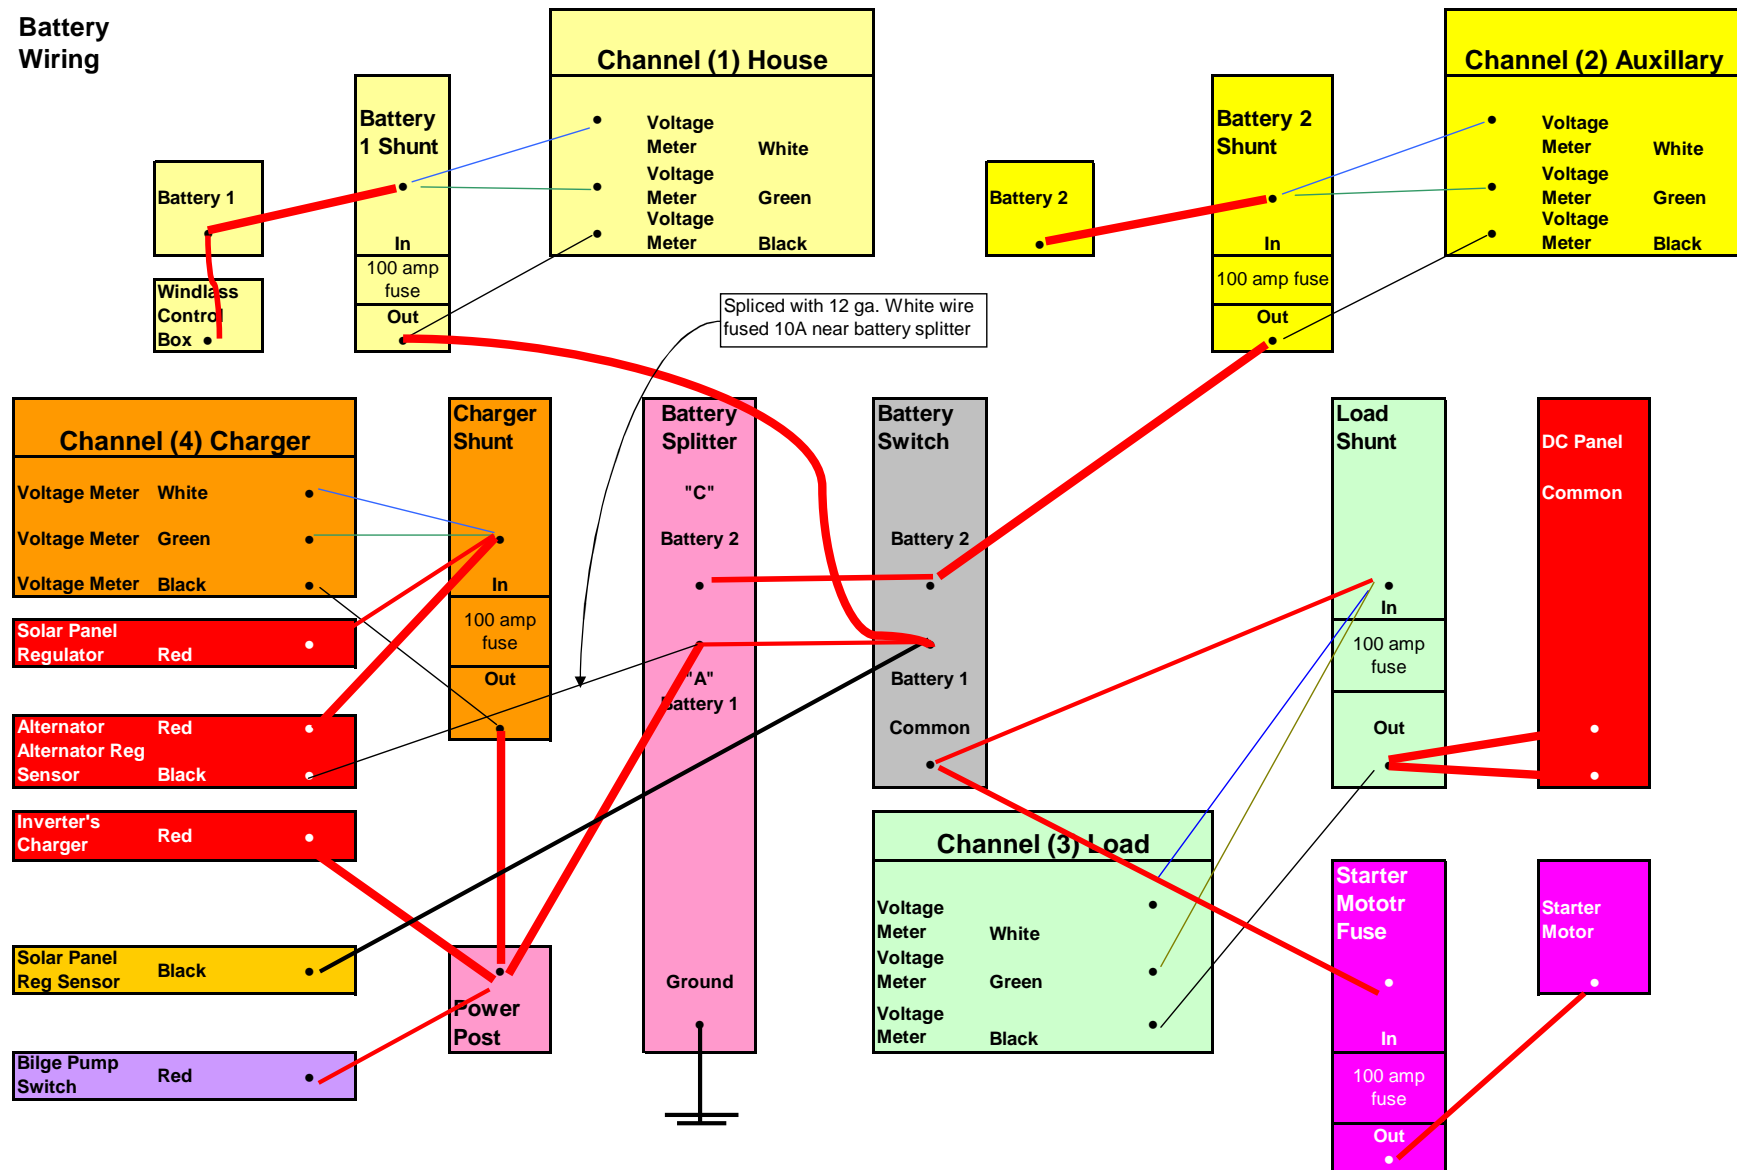 Battery
Wiring
Channel (1) House
Battery
1 Shunt
Voltage
Meter White
Voltage
Meter Green
Voltage
Meter Black
In
100 amp
fuse
Out
Battery 1
Windlass
Control
Box
Channel (2) Auxillary
Battery 2
Shunt
Voltage
Meter White
Voltage
Meter Green
Voltage
Meter Black
In
100 amp fuse
Out
Battery 2
Spliced with 12 ga. White wire
fused 10A near battery splitter
Channel (4) Charger
Voltage Meter White
Voltage Meter Green
Voltage Meter Black
Charger
Shunt
In
100 amp
fuse
Out
Battery
Splitter
"C"
Battery 2
"A"
Battery 1
Ground
Battery
Switch
Battery 2
Battery 1
Common
Load
Shunt
In
100 amp
fuse
Out
DC Panel
Common
Solar Panel
Regulator Red
Alternator Red
Alternator Reg
Sensor Black
Inverter's
Charger Red
Solar Panel
Reg Sensor Black
Bilge Pump
Switch Red
Power
Post
Channel (3) Load
Voltage
Meter White
Voltage
Meter Green
Voltage
Meter Black
Starter
Mototr
Fuse
In
100 amp
fuse
Out
Starter
Motor